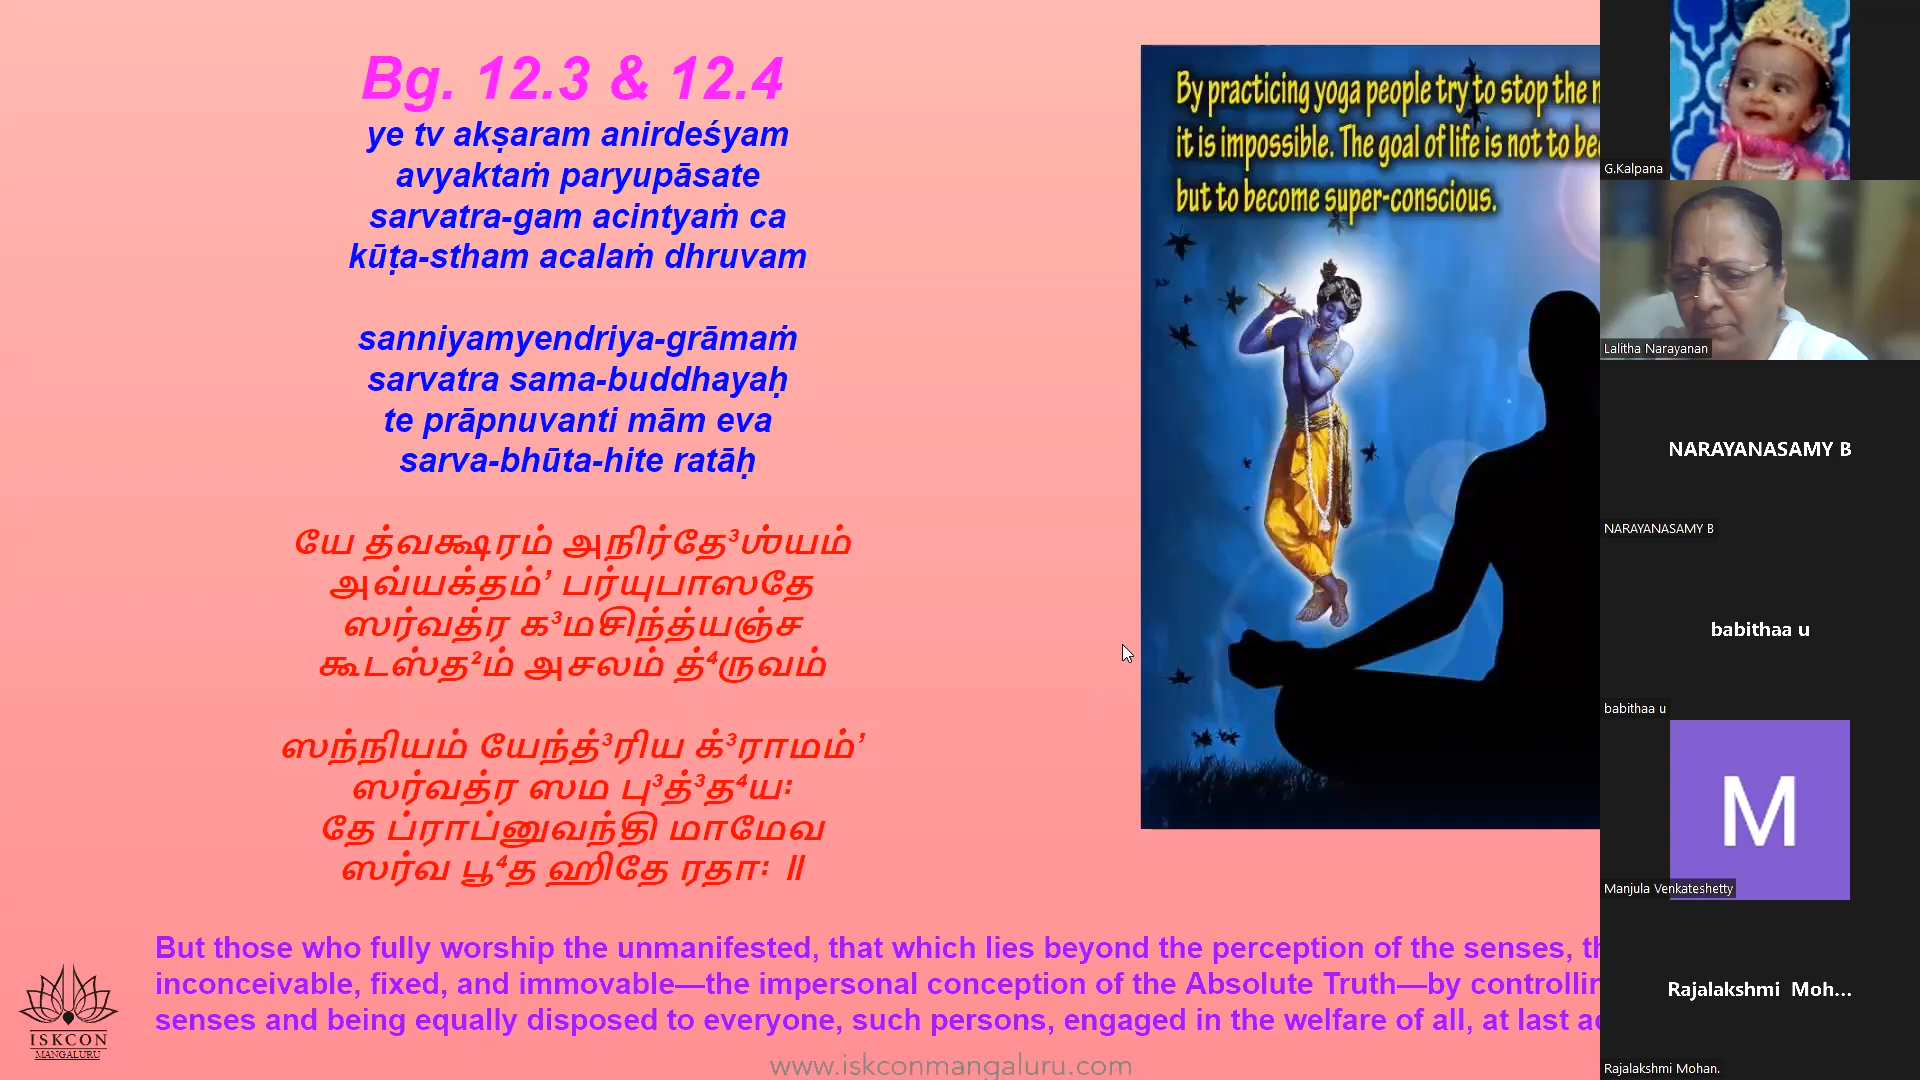 Bg. 12.3 & 12.4
ye tv akṣaram anirdeśyam
avyaktaṁ paryupāsate
sarvatra-gam acintyaṁ ca
kūṭa-stham acalaṁ dhruvam
sanniyamyendriya-grāmaṁ
sarvatra sama-buddhayaḥ
te prāpnuvanti mām eva
sarva-bhūta-hite ratāḥ
யே த்வக்ஷரம் அநிர்தே³ஶ்யம்
அவ்யக்தம்’ பர்யுபாஸதே
ஸர்வத்ர க³மசிந்த்யஞ்ச
கூடஸ்த²ம் அசலம் த்⁴ருவம்
ஸந்நியம் யேந்த்³ரிய க்³ராமம்’
ஸர்வத்ர ஸம பு³த்³த⁴ய:
தே ப்ராப்னுவந்தி மாமேவ
ஸர்வ பூ⁴த ஹிதே ரதா: ॥
But those who fully worship the unmanifested, that which lies beyond the perception of the senses,
inconceivable, fixed, and immovable—the impersonal conception of the Absolute Truth—by
senses and being equally disposed to everyone, such persons, engaged in the welfare of all, at last
ISKCON
MANGALURU
www.iskconmangaluru.com
By practicing yoga people try to stop the
it is impossible. The goal of life is not to
but to become super-conscious.
G.Kalpana
Lalitha Narayanan
NARAYANASAMY B
NARAYANASAMY B
babithaa u
babithaa u
M
Manjula Venkateshetty
Rajalakshmi Moh...
Rajalakshmi Mohan.